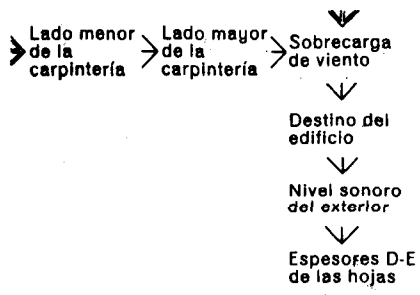 Lado menor
de la
carpintería
Lado mayor
de la
carpintería
Sobrecarga
de viento
Destino del
edificio
Nivel sonoro
del exterior
Espesores D-E
de las hojas